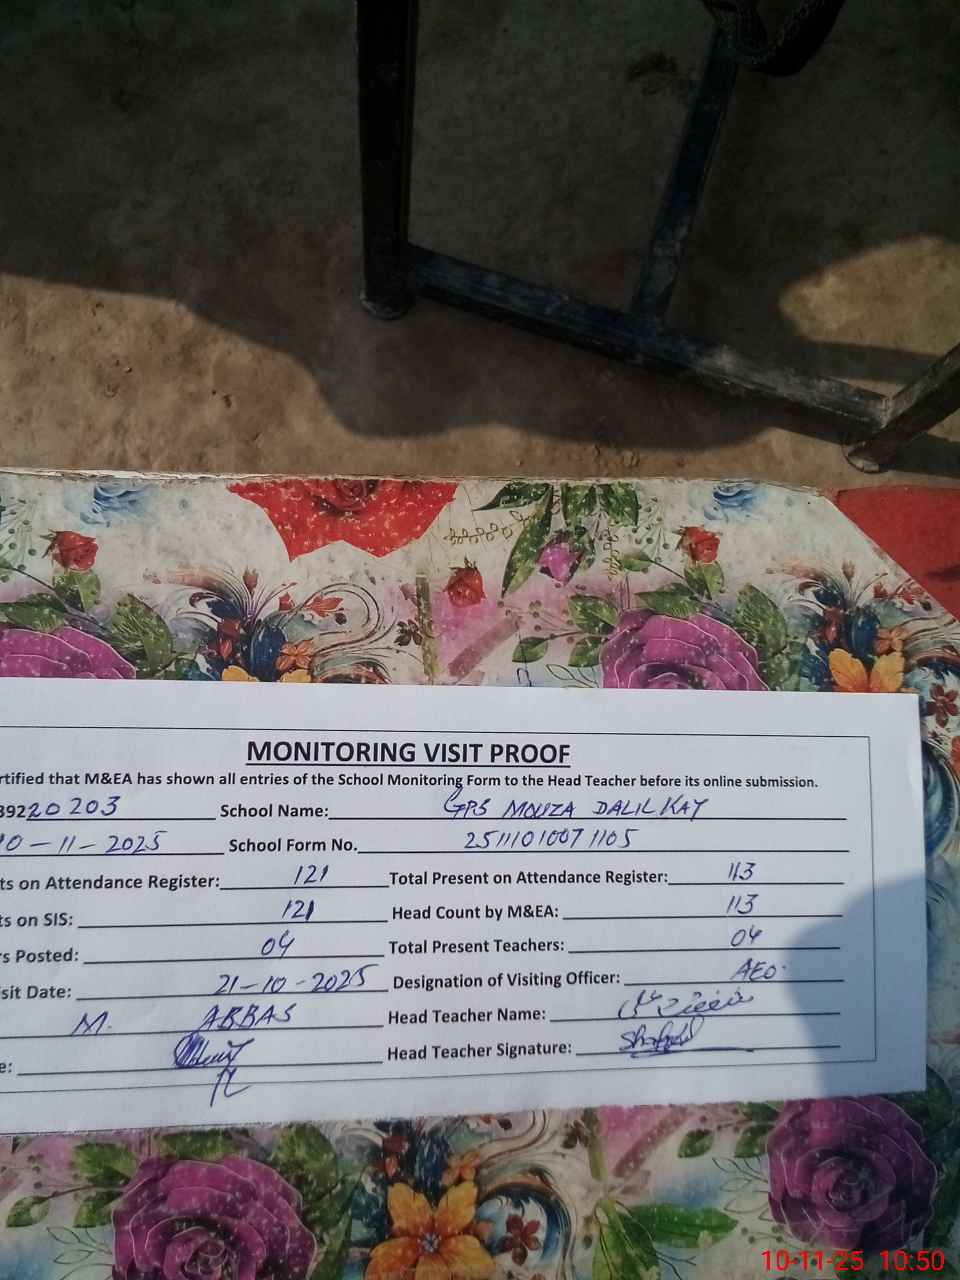 MONITORING VISIT PROOF
rtified that M&EA has shown all entries of the School Monitoring Form to the Head Teacher before its online submission.
39220203 School Name: GPS MOUZA DALIL KAY
10-11-2025 School Form No. 25111010071105
ts on Attendance Register: 121 Total Present on Attendance Register: 113
ts on SIS: 121 Head Count by M&EA: 113
rs Posted: 04 Total Present Teachers: 04
sit Date: 21-10-2025 Designation of Visiting Officer: AEO.
M. ABBAS Head Teacher Name:
e: Head Teacher Signature:
10-11-25 10:50